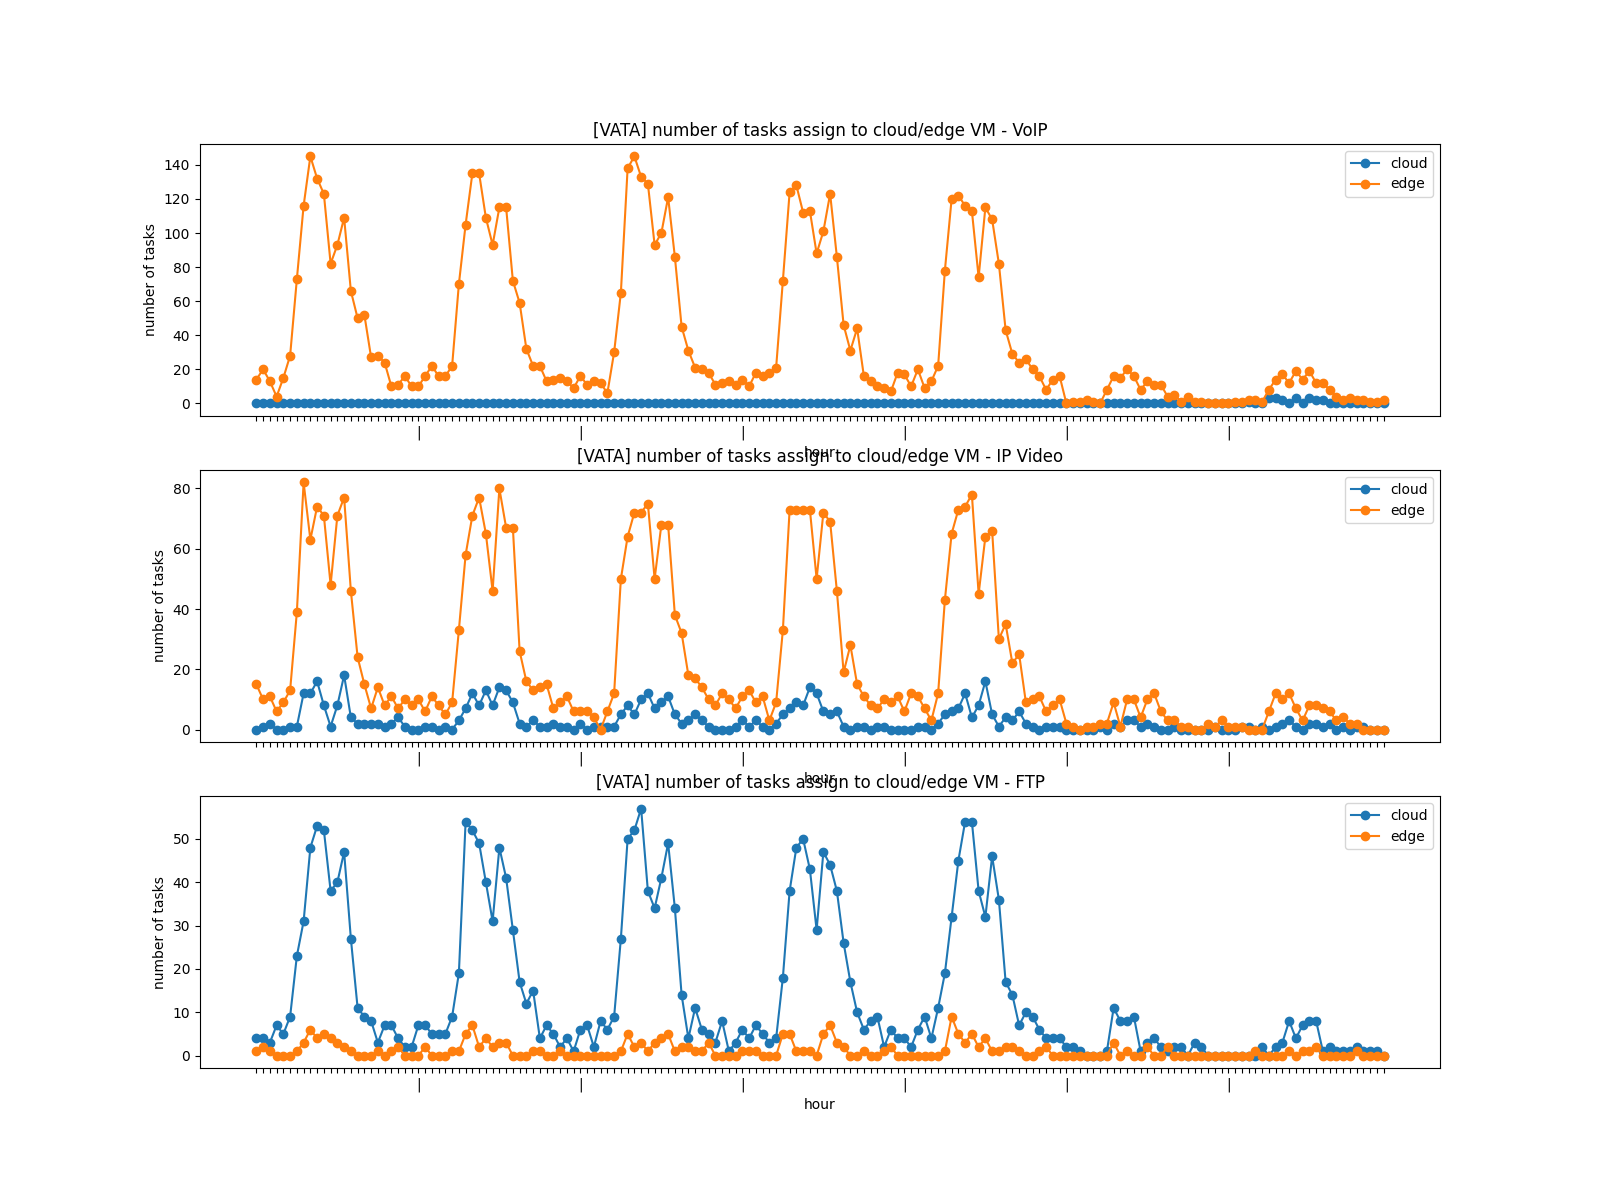 [VATA] number of tasks assign to cloud/edge VM - VoIP
number of tasks
140
120
100
80
60
40
20
0
cloud
edge
hour
[VATA] number of tasks assign to cloud/edge VM - IP Video
number of tasks
80
60
40
20
0
cloud
edge
hour
[VATA] number of tasks assign to cloud/edge VM - FTP
number of tasks
50
40
30
20
10
0
cloud
edge
hour